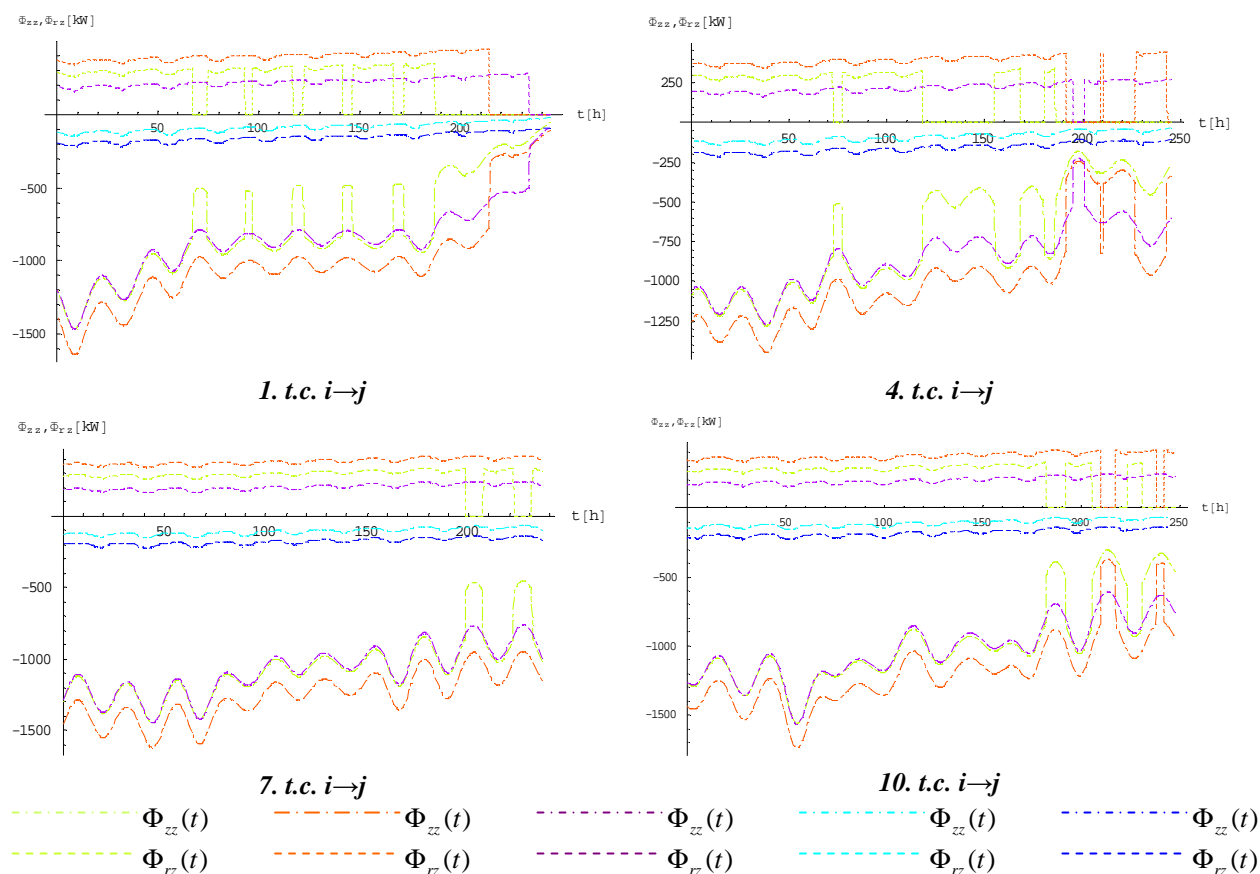 Φzz,Φrz[kW]
50 100 150 200
t[h]
-500
-1000
-1500
1. t.c. i→j
Φzz,Φrz[kW]
250
50 100 150 200 250
t[h]
-250
-500
-750
-1000
-1250
4. t.c. i→j
Φzz,Φrz[kW]
50 100 150 200
t[h]
-500
-1000
-1500
7. t.c. i→j
Φzz,Φrz[kW]
50 100 150 200 250
t[h]
-500
-1000
-1500
10. t.c. i→j
Φzz(t) Φzz(t) Φzz(t) Φzz(t) Φzz(t)
Φrz(t) Φrz(t) Φrz(t) Φrz(t) Φrz(t)